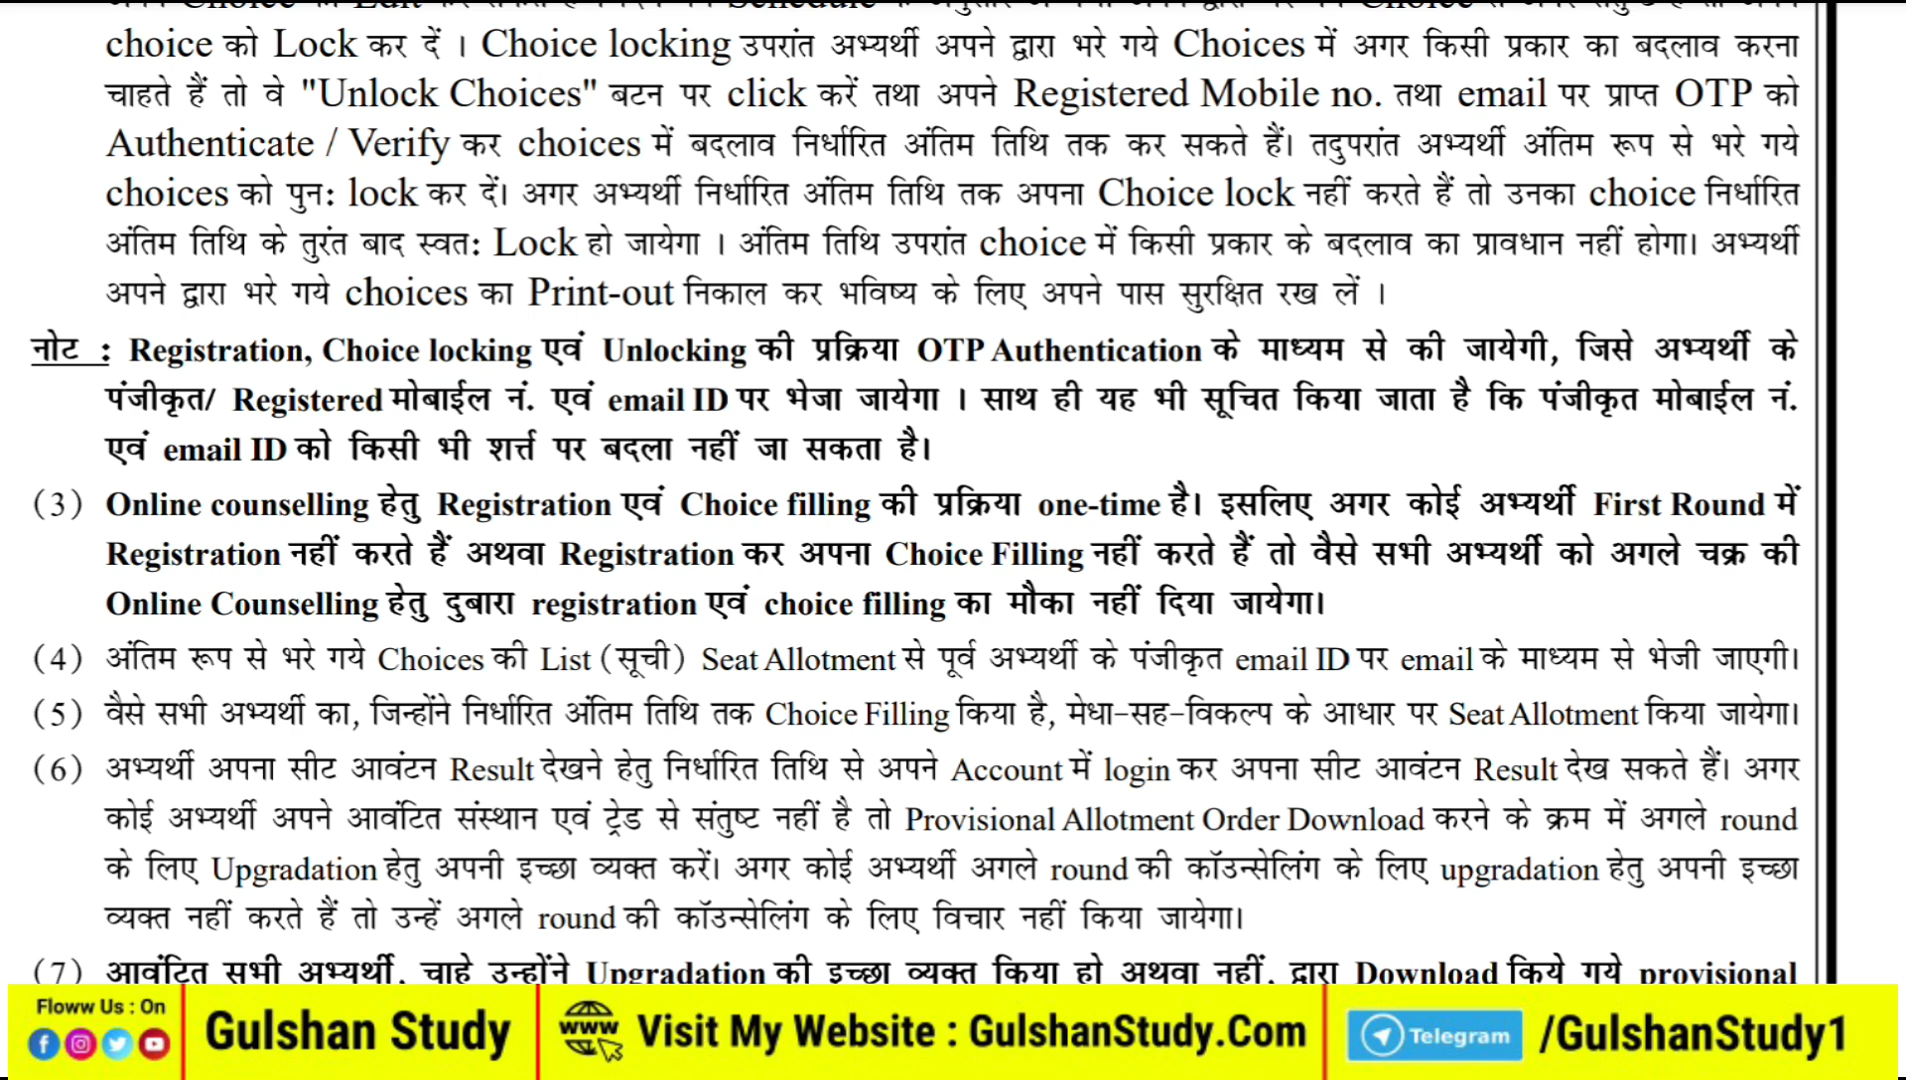 choice को Lock कर दें । Choice locking उपरांत अभ्यर्थी अपने द्वारा भरे गये Choices में अगर किसी प्रकार का बदलाव करना
चाहते हैं तो वे "Unlock Choices" बटन पर click करें तथा अपने Registered Mobile no. तथा email पर प्राप्त OTP को
Authenticate / Verify कर choices में बदलाव निर्धारित अंतिम तिथि तक कर सकते हैं। तदुपरांत अभ्यर्थी अंतिम रूप से भरे गये
choices को पुनः lock कर दें। अगर अभ्यर्थी निर्धारित अंतिम तिथि तक अपना Choice lock नहीं करते हैं तो उनका choice निर्धारित
अंतिम तिथि के तुरंत बाद स्वतः Lock हो जायेगा । अंतिम तिथि उपरांत choice में किसी प्रकार के बदलाव का प्रावधान नहीं होगा। अभ्यर्थी
अपने द्वारा भरे गये choices का Print-out निकाल कर भविष्य के लिए अपने पास सुरक्षित रख लें ।
नोट : Registration, Choice locking एवं Unlocking की प्रक्रिया OTP Authentication के माध्यम से की जायेगी, जिसे अभ्यर्थी के
पंजीकृत/ Registered मोबाईल नं. एवं email ID पर भेजा जायेगा । साथ ही यह भी सूचित किया जाता है कि पंजीकृत मोबाईल नं.
एवं email ID को किसी भी शर्त्त पर बदला नहीं जा सकता है।
(3) Online counselling हेतु Registration एवं Choice filling की प्रक्रिया one-time है। इसलिए अगर कोई अभ्यर्थी First Round में
Registration नहीं करते हैं अथवा Registration कर अपना Choice Filling नहीं करते हैं तो वैसे सभी अभ्यर्थी को अगले चक्र की
Online Counselling हेतु दुबारा registration एवं choice filling का मौका नहीं दिया जायेगा।
(4) अंतिम रूप से भरे गये Choices की List (सूची) Seat Allotment से पूर्व अभ्यर्थी के पंजीकृत email ID पर email के माध्यम से भेजी जाएगी।
(5) वैसे सभी अभ्यर्थी का, जिन्होंने निर्धारित अंतिम तिथि तक Choice Filling किया है, मेधा-सह-विकल्प के आधार पर Seat Allotment किया जायेगा।
(6) अभ्यर्थी अपना सीट आवंटन Result देखने हेतु निर्धारित तिथि से अपने Account में login कर अपना सीट आवंटन Result देख सकते हैं। अगर
कोई अभ्यर्थी अपने आवंटित संस्थान एवं ट्रेड से संतुष्ट नहीं है तो Provisional Allotment Order Download करने के क्रम में अगले round
के लिए Upgradation हेतु अपनी इच्छा व्यक्त करें। अगर कोई अभ्यर्थी अगले round की कॉउन्सेलिंग के लिए upgradation हेतु अपनी इच्छा
व्यक्त नहीं करते हैं तो उन्हें अगले round की कॉउन्सेलिंग के लिए विचार नहीं किया जायेगा।
(7) आवंटित सभी अभ्यर्थी, चाहे उन्होंने Upgradation की इच्छा व्यक्त किया हो अथवा नहीं, द्वारा Download किये गये provisional
Floww Us : On
Gulshan Study
www Visit My Website : GulshanStudy.Com
Telegram /GulshanStudy1